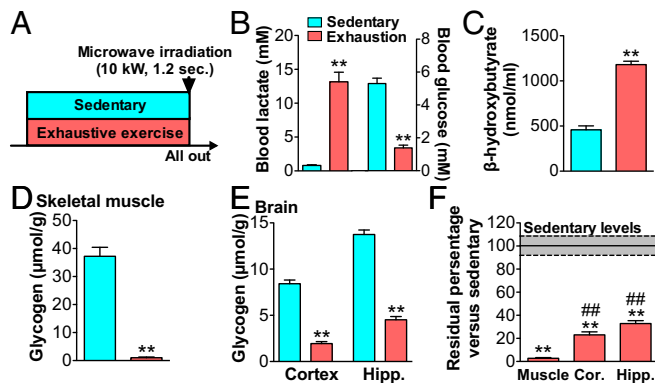 A
Microwave irradiation
(10 kW, 1.2 sec.)
Sedentary
Exhaustive exercise
All out
B
Sedentary
Exhaustion
Blood lactate (mM)
20
15
10
5
0
**
**
8
6
4
2
0
Blood glucose (mM)
C
β-hydroxybutyrate
(nmol/ml)
1500
1000
500
0
**
D
Skeletal muscle
Glycogen (µmol/g)
50
40
30
20
10
0
**
E
Brain
Glycogen (µmol/g)
15
10
5
0
**
**
Cortex
Hipp.
F
Residual percentage
versus sedentary
120
100
80
60
40
20
0
Sedentary levels
**
##
**
##
**
Muscle
Cor.
Hipp.